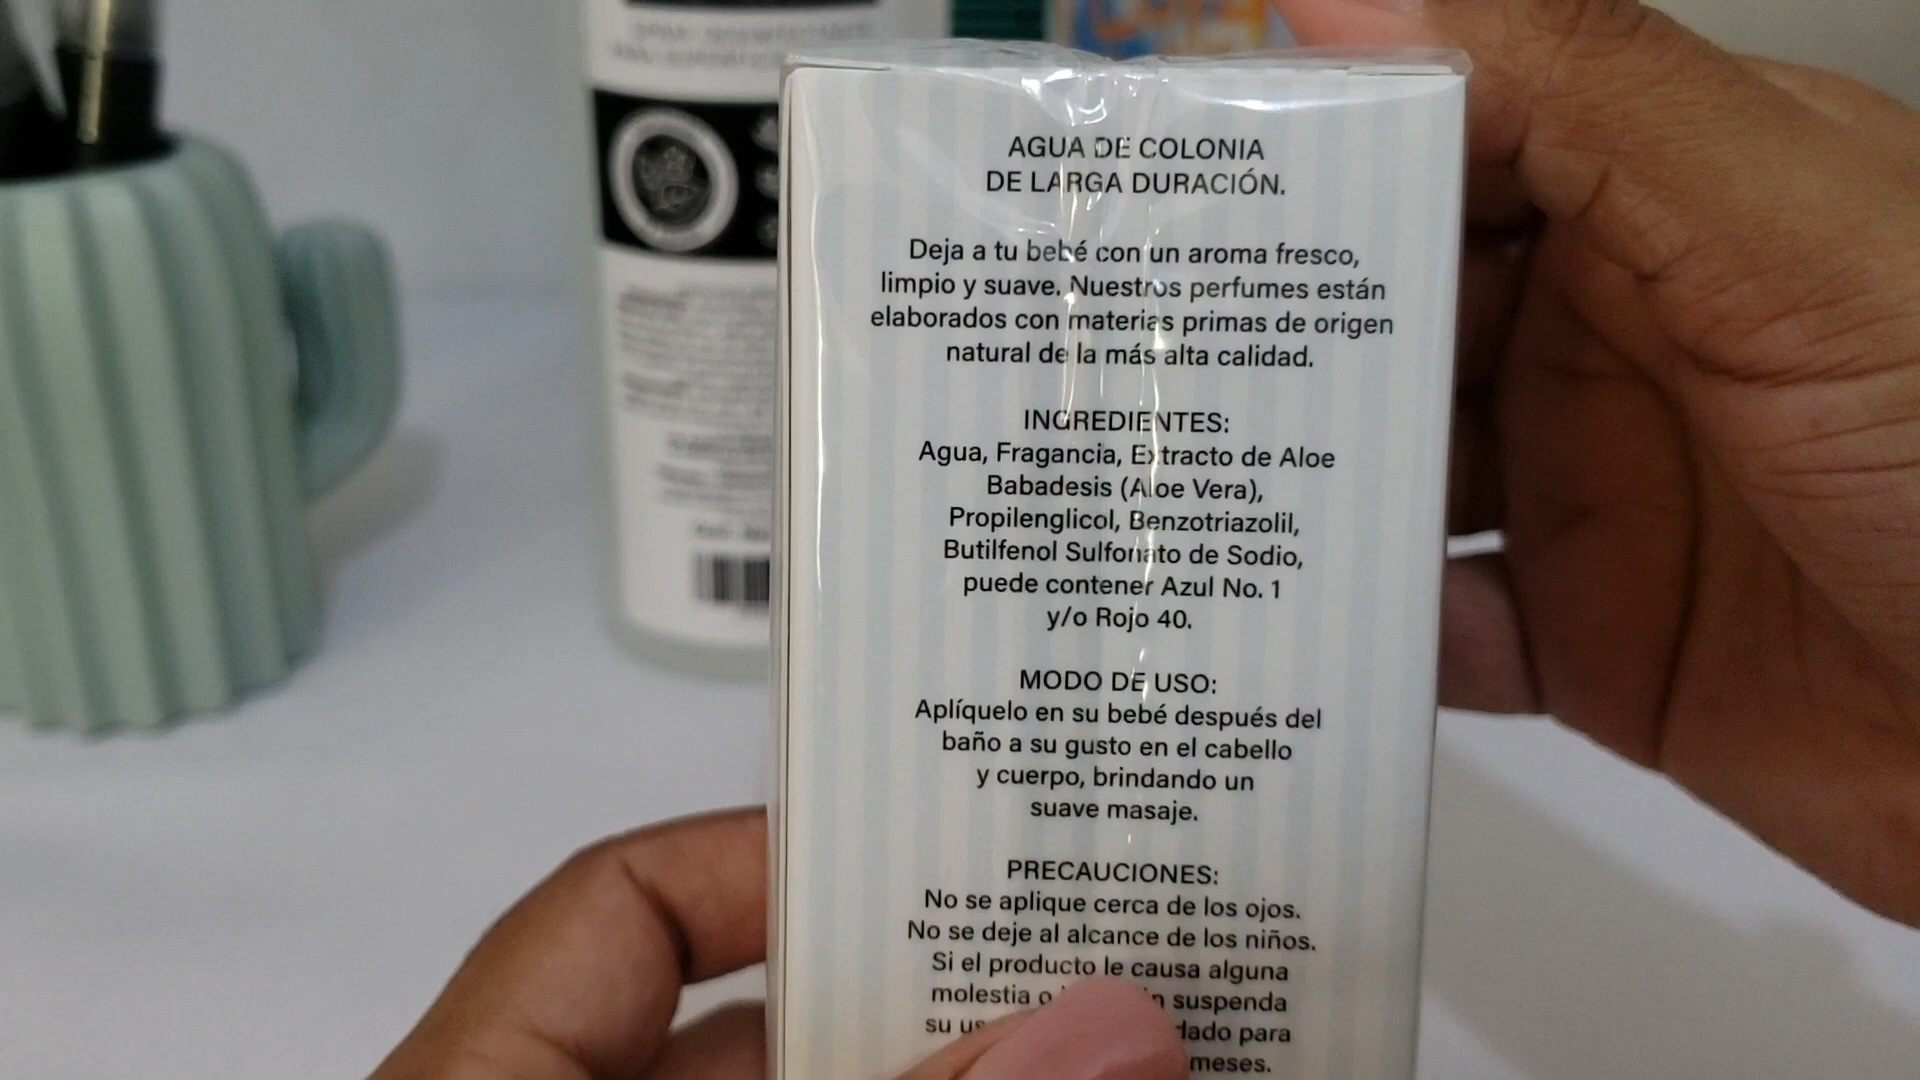 AGUA DE COLONIA
DE LARGA DURACIÓN.
Deja a tu bebé con un aroma fresco,
limpio y suave. Nuestros perfumes están
elaborados con materias primas de origen
natural de la más alta calidad.
INGREDIENTES:
Agua, Fragancia, Extracto de Aloe
Babadesis (Aloe Vera),
Propilenglicol, Benzotriazolil,
Butilfenol Sulfonato de Sodio,
puede contener Azul No. 1
y/o Rojo 40.
MODO DE USO:
Aplíquelo en su bebé después del
baño a su gusto en el cabello
y cuerpo, brindando un
suave masaje.
PRECAUCIONES:
No se aplique cerca de los ojos.
No se deje al alcance de los niños.
Si el producto le causa alguna
molestia o suspenda
su para
meses.